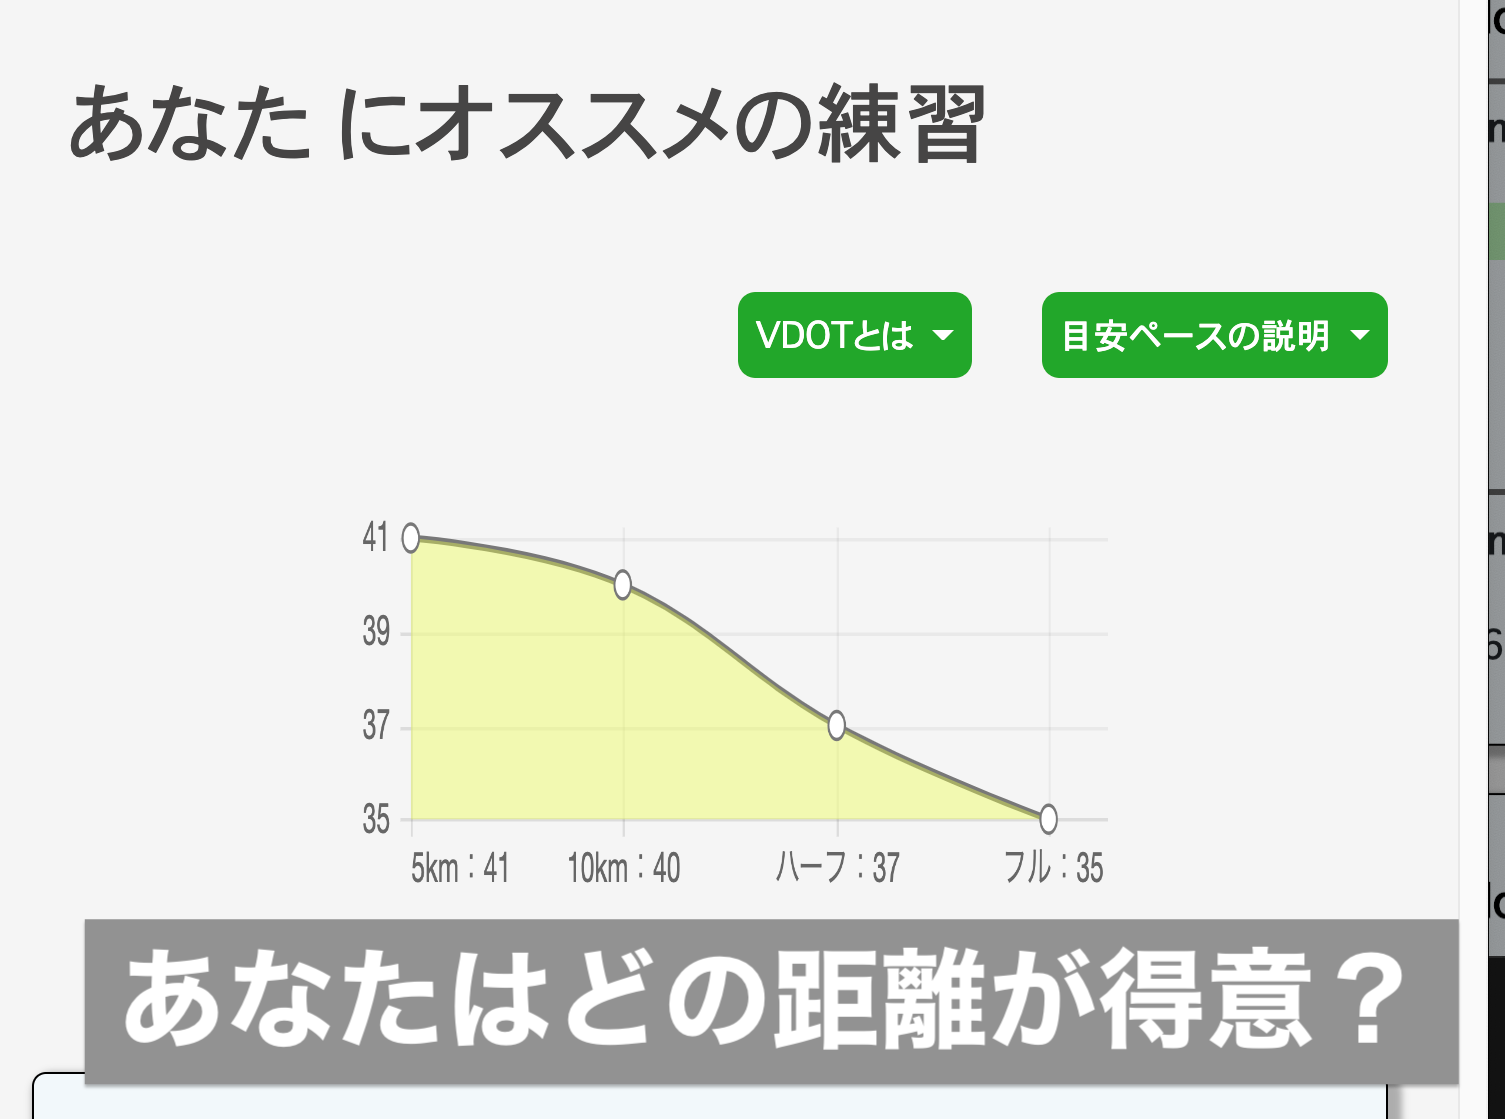 あなた にオススメの練習
VDOTとは
目安ペースの説明
41
39
37
35
5km：41
10km：40
ハーフ：37
フル：35
あなたはどの距離が得意？